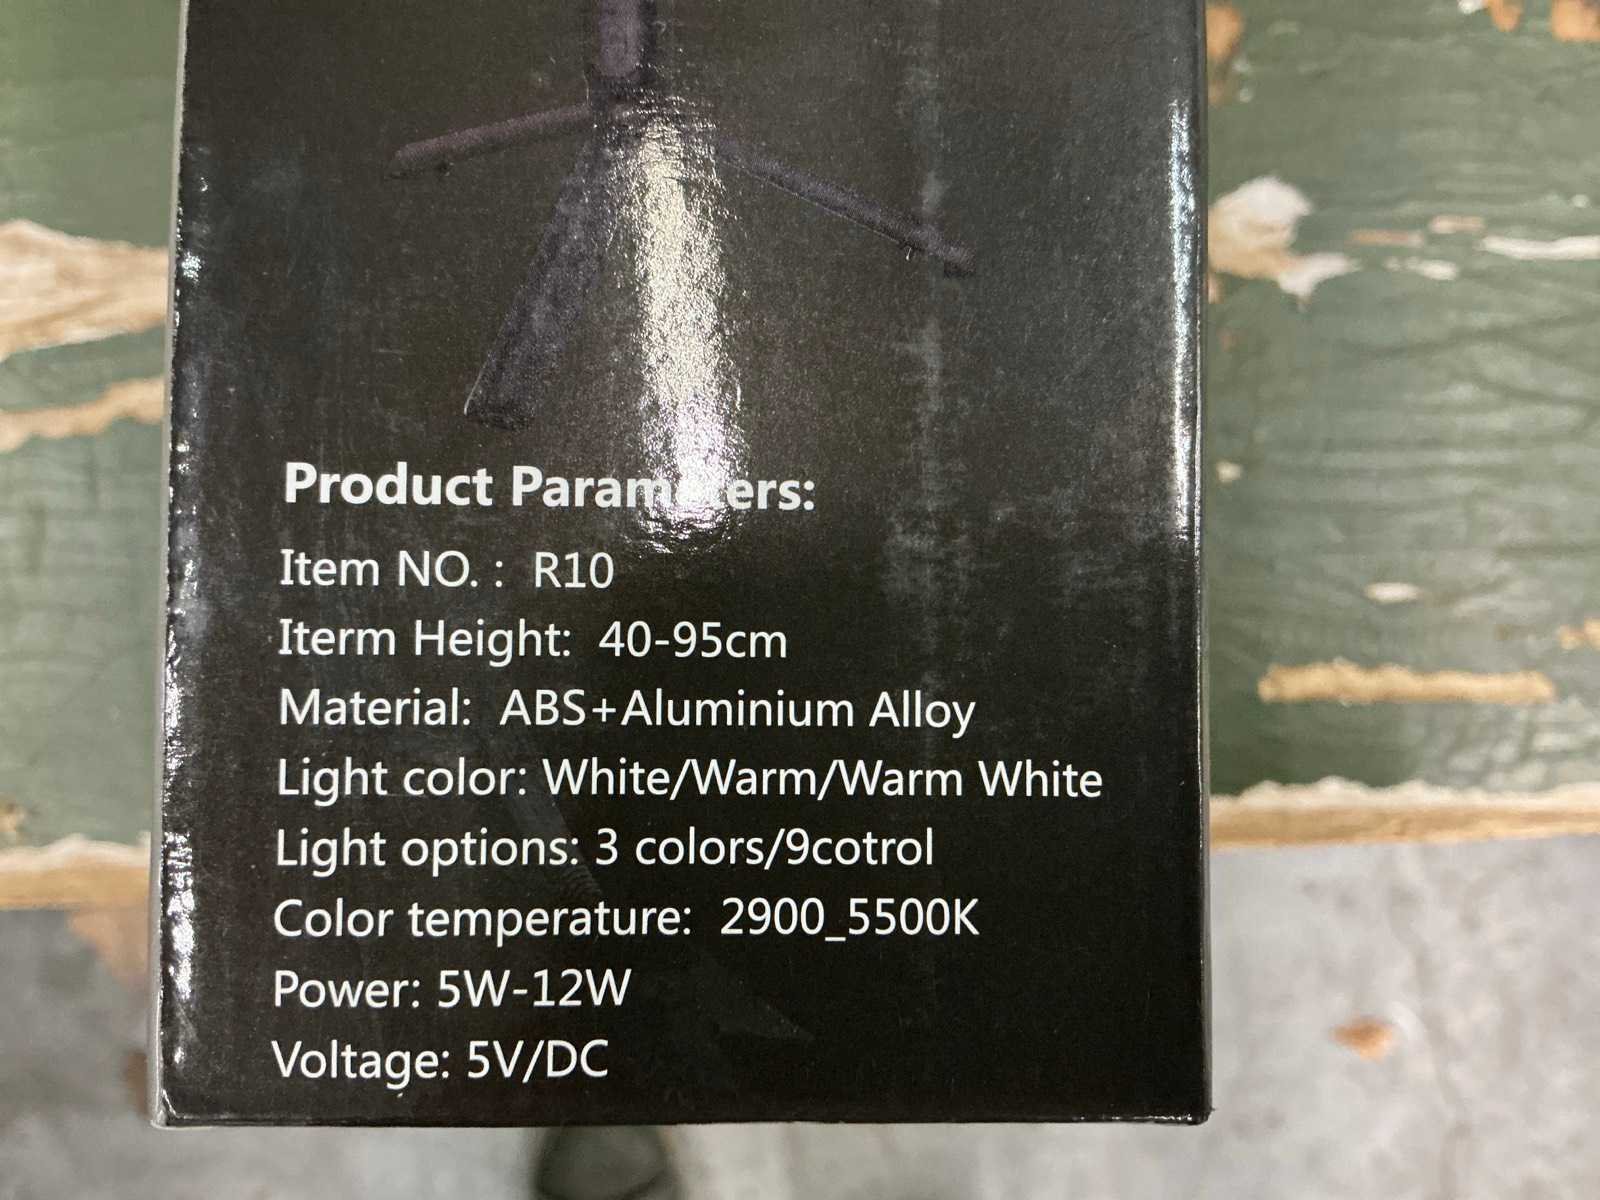 Product Parameters:
Item NO. : R10
Iterm Height: 40-95cm
Material: ABS+Aluminium Alloy
Light color: White/Warm/Warm White
Light options: 3 colors/9cotrol
Color temperature: 2900_5500K
Power: 5W-12W
Voltage: 5V/DC